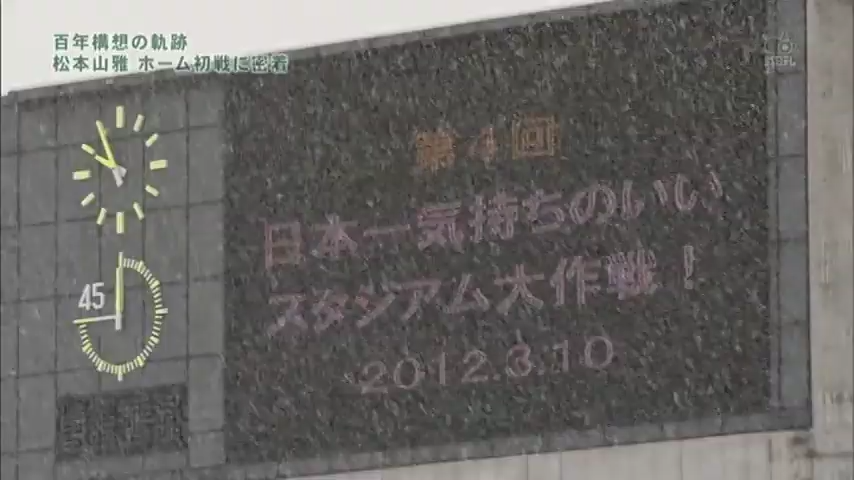 百年構想の軌跡
松本山雅 ホーム初戦に密着
第4回
日本一気持ちのいい
スタジアム大作戦!
2012.3.10
45